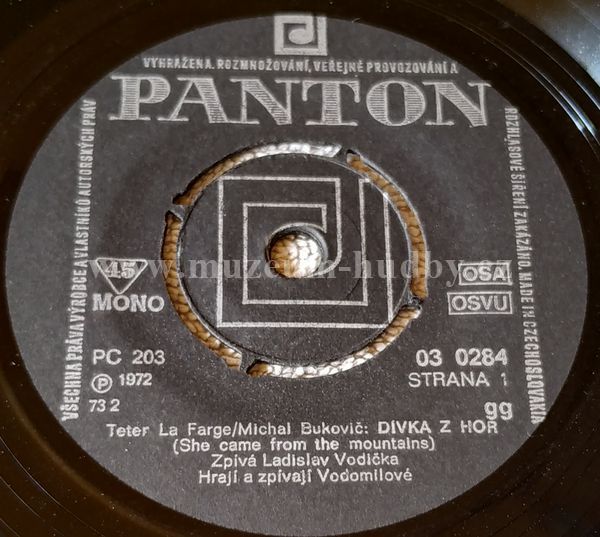 VŠECHNA PRÁVA VÝROBCE A VLASTNÍKŮ AUTORSKÝCH PRÁV VYHRAŽENA. ROZMNOŽOVÁNÍ, VEŘEJNÉ PROVOZOVÁNÍ A ROZHLASOVÉ ŠÍŘENÍ ZAKÁZÁNO. MADE IN CZECHOSLOVAKIA
PANTON
www.muzeum-hudby.cz
45
MONO
OSA
OSVU
PC 203
03 0284
Ⓟ 1972
STRANA 1
73 2
gg
Teter La Farge/Michal Bukovič: DÍVKA Z HOR
(She came from the mountains)
Zpívá Ladislav Vodička
Hrají a zpívají Vodomilové